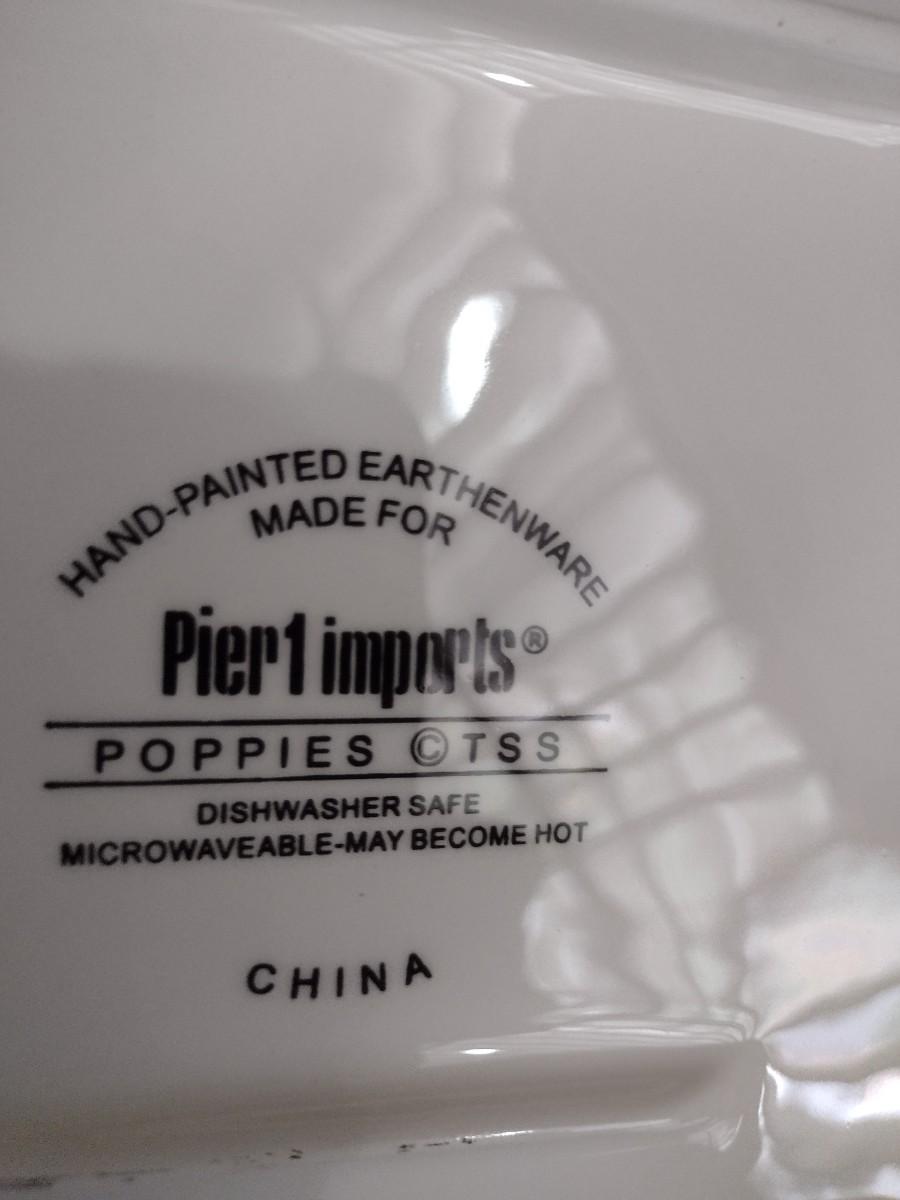 HAND-PAINTED EARTHENWARE
MADE FOR
Pier1 imports®
POPPIES ©TSS
DISHWASHER SAFE
MICROWAVEABLE-MAY BECOME HOT
CHINA